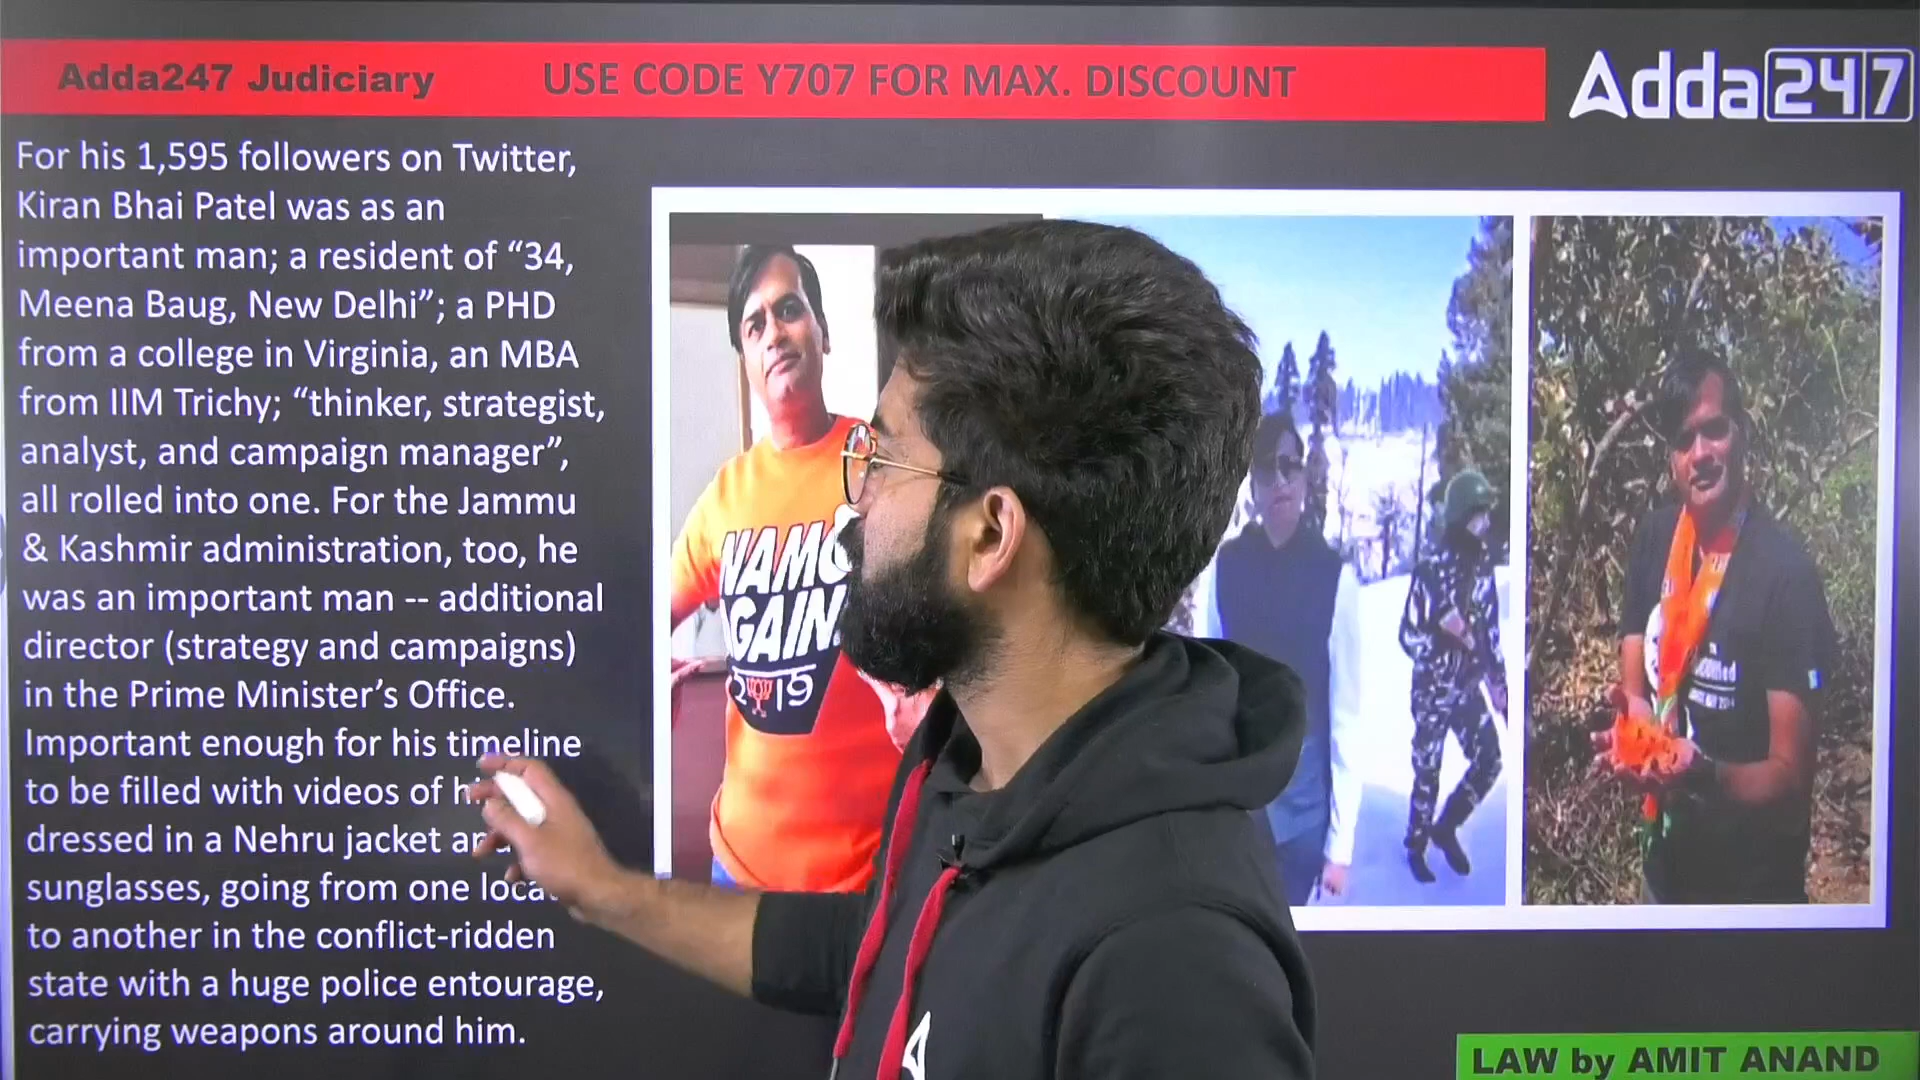 Adda247 Judiciary
USE CODE Y707 FOR MAX. DISCOUNT
Adda247
For his 1,595 followers on Twitter,
Kiran Bhai Patel was as an
important man; a resident of “34,
Meena Baug, New Delhi”; a PHD
from a college in Virginia, an MBA
from IIM Trichy; “thinker, strategist,
analyst, and campaign manager”,
all rolled into one. For the Jammu
& Kashmir administration, too, he
was an important man -- additional
director (strategy and campaigns)
in the Prime Minister’s Office.
Important enough for his timeline
to be filled with videos of
dressed in a Nehru jacket
sunglasses, going from one
to another in the conflict-ridden
state with a huge police entourage,
carrying weapons around him.
NAMO
AGAIN
2019
LAW by AMIT ANAND